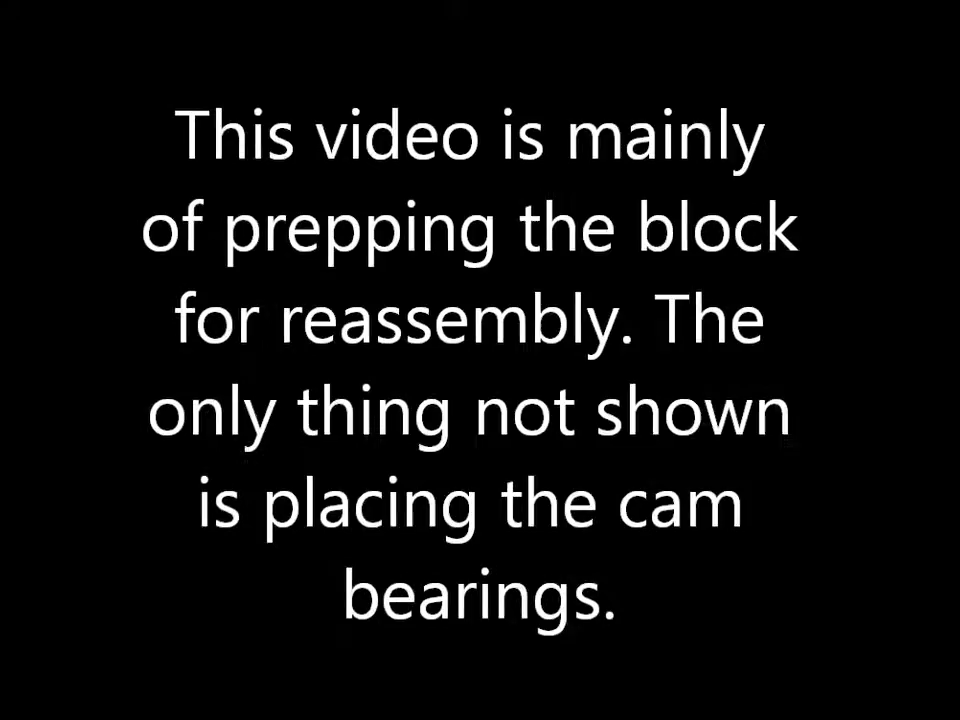 This video is mainly
of prepping the block
for reassembly. The
only thing not shown
is placing the cam
bearings.